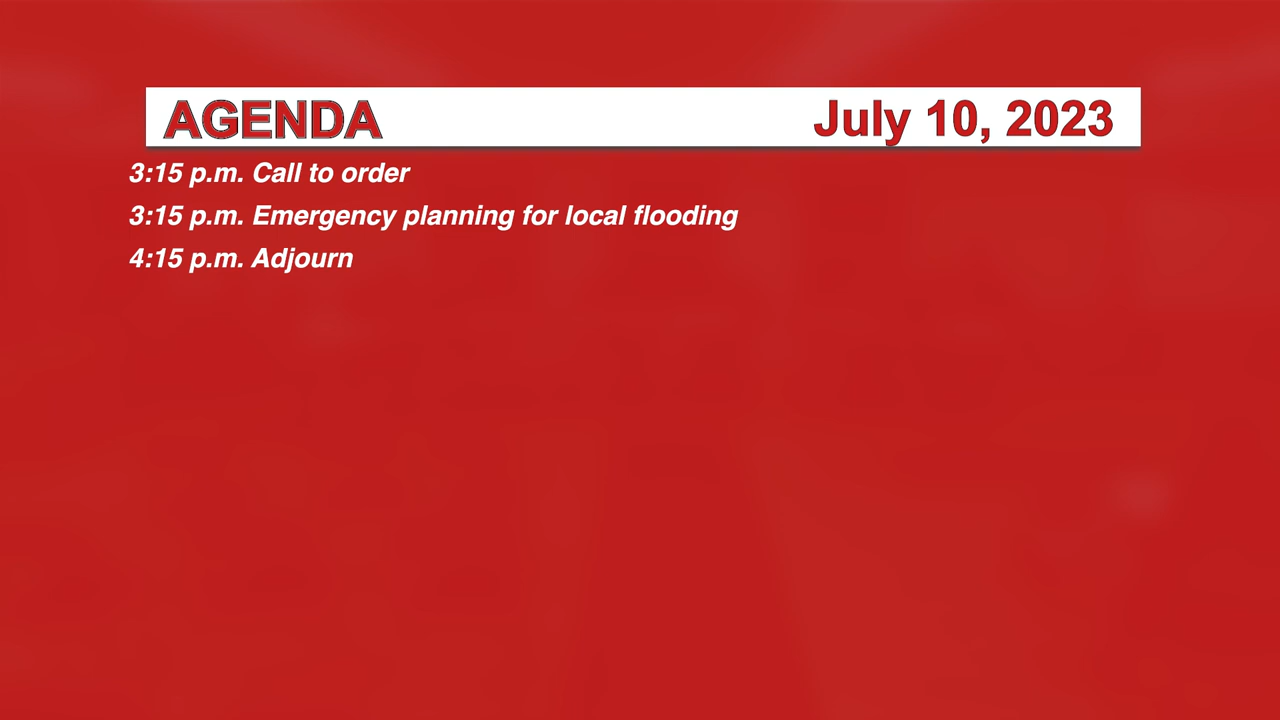 AGENDA July 10, 2023
3:15 p.m. Call to order
3:15 p.m. Emergency planning for local flooding
4:15 p.m. Adjourn